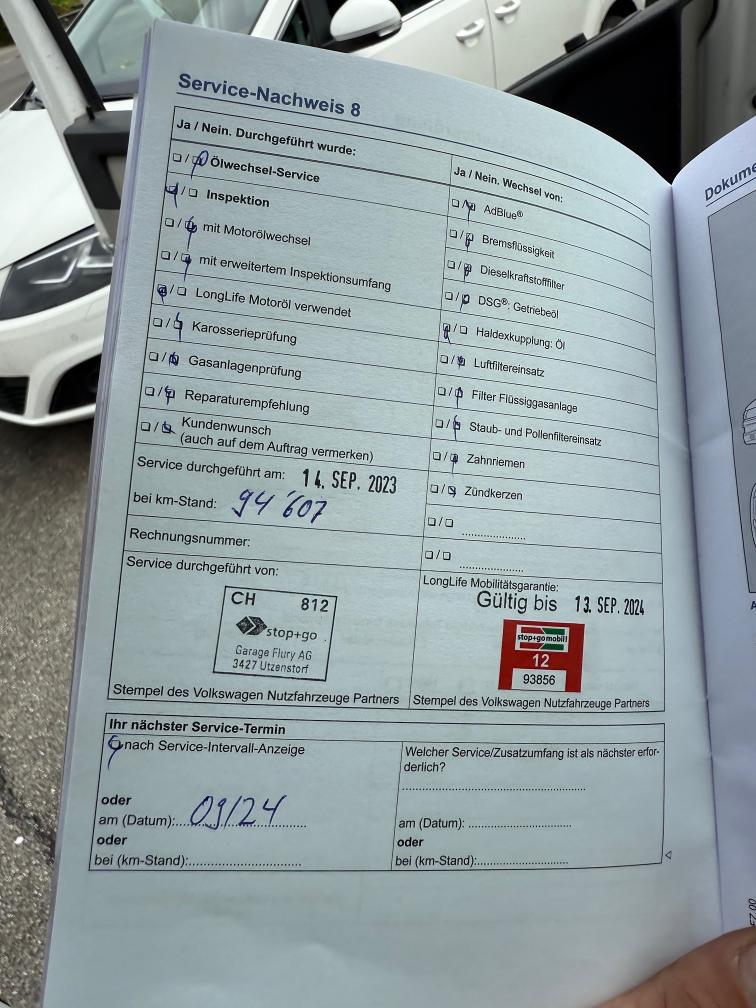 Service-Nachweis 8
Ja / Nein. Durchgeführt wurde:
☐ / ☒ Ölwechsel-Service
☒ / ☐ Inspektion
☐ / ☒ mit Motorölwechsel
☐ / ☒ mit erweitertem Inspektionsumfang
☒ / ☐ LongLife Motoröl verwendet
☐ / ☒ Karosserieprüfung
☐ / ☒ Gasanlagenprüfung
☐ / ☒ Reparaturempfehlung
☐ / ☒ Kundenwunsch
(auch auf dem Auftrag vermerken)
Service durchgeführt am: 14. SEP. 2023
bei km-Stand: 94'607
Rechnungsnummer:
Service durchgeführt von:
CH 812
stop+go
Garage Flury AG
3427 Utzenstorf
Stempel des Volkswagen Nutzfahrzeuge Partners
Ja / Nein. Wechsel von:
☐ / ☒ AdBlue®
☐ / ☒ Bremsflüssigkeit
☐ / ☒ Dieselkraftstofffilter
☐ / ☒ DSG®: Getriebeöl
☒ / ☐ Haldexkupplung: Öl
☐ / ☒ Luftfiltereinsatz
☐ / ☒ Filter Flüssiggasanlage
☐ / ☒ Staub- und Pollenfiltereinsatz
☐ / ☒ Zahnriemen
☐ / ☒ Zündkerzen
☐ / ☐ ....................
☐ / ☐ ....................
LongLife Mobilitätsgarantie:
Gültig bis 13. SEP. 2024
stop+go mobil
12
93856
Stempel des Volkswagen Nutzfahrzeuge Partners
Ihr nächster Service-Termin
☒ nach Service-Intervall-Anzeige
oder
am (Datum): 09/24
oder
bei (km-Stand):..............................
Welcher Service/Zusatzumfang ist als nächster erfor-
derlich?
..................................................
am (Datum): ............................
oder
bei (km-Stand):........................
Dokume